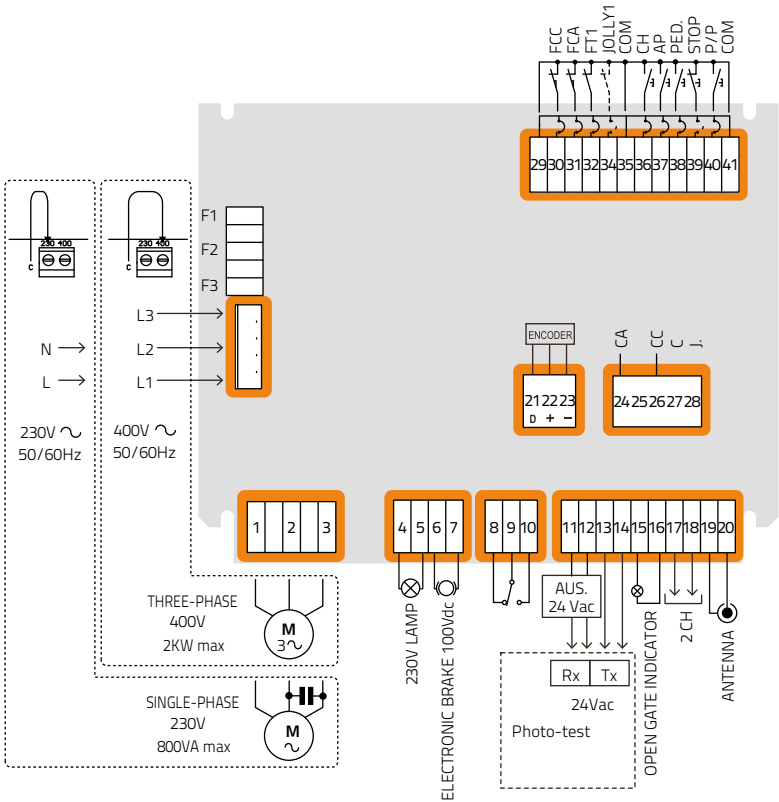 FCC
FCA
FT1
JOLLY1
COM
CH
AP
PED.
STOP
P/P
COM
29 30 31 32 34 35 36 37 38 39 40 41
230 400
C
230 400
C
F1
F2
F3
L3
N
L2
L
L1
230V
50/60Hz
400V
50/60Hz
ENCODER
21 22 23
D + −
CA
CC
C
J.
24 25 26 27 28
1 2 3
4 5 6 7
8 9 10
11 12 13 14 15 16 17 18 19 20
THREE-PHASE
400V
2KW max
M
3
SINGLE-PHASE
230V
800VA max
M
230V LAMP
ELECTRONIC BRAKE 100Vdc
AUS.
24 Vac
Rx Tx
24Vac
Photo-test
OPEN GATE INDICATOR
2 CH
ANTENNA